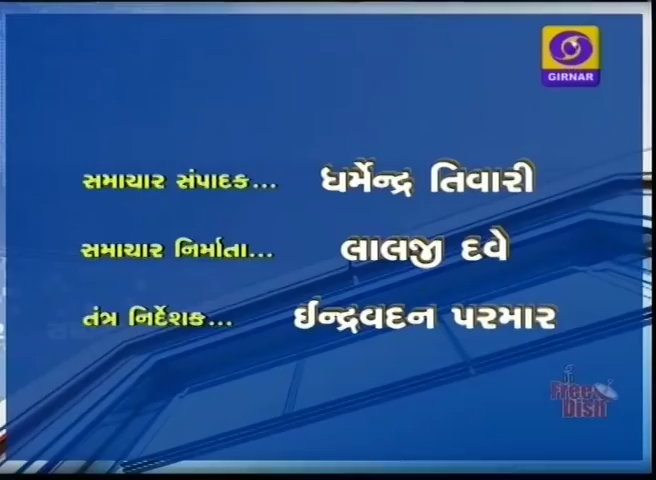 GIRNAR
સમાચાર સંપાદક... ધર્મેન્દ્ર તિવારી
સમાચાર નિર્માતા... લાલજી દવે
તંત્ર નિર્દેશક... ઈન્દ્રવદન પરમાર
Free
Dish